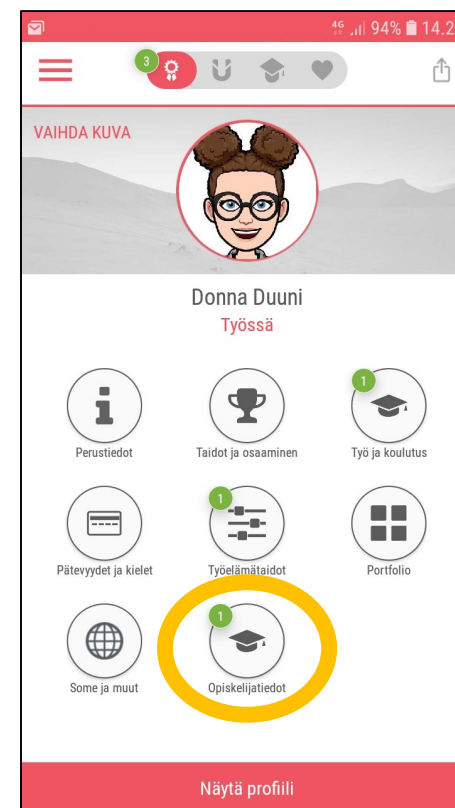 4G 94% 14.2
3
VAIHDA KUVA
Donna Duuni
Työssä
1
Perustiedot Taidot ja osaaminen Työ ja koulutus
1
Pätevyydet ja kielet Työelämätaidot Portfolio
1
Some ja muut Opiskelijatiedot
Näytä profiili